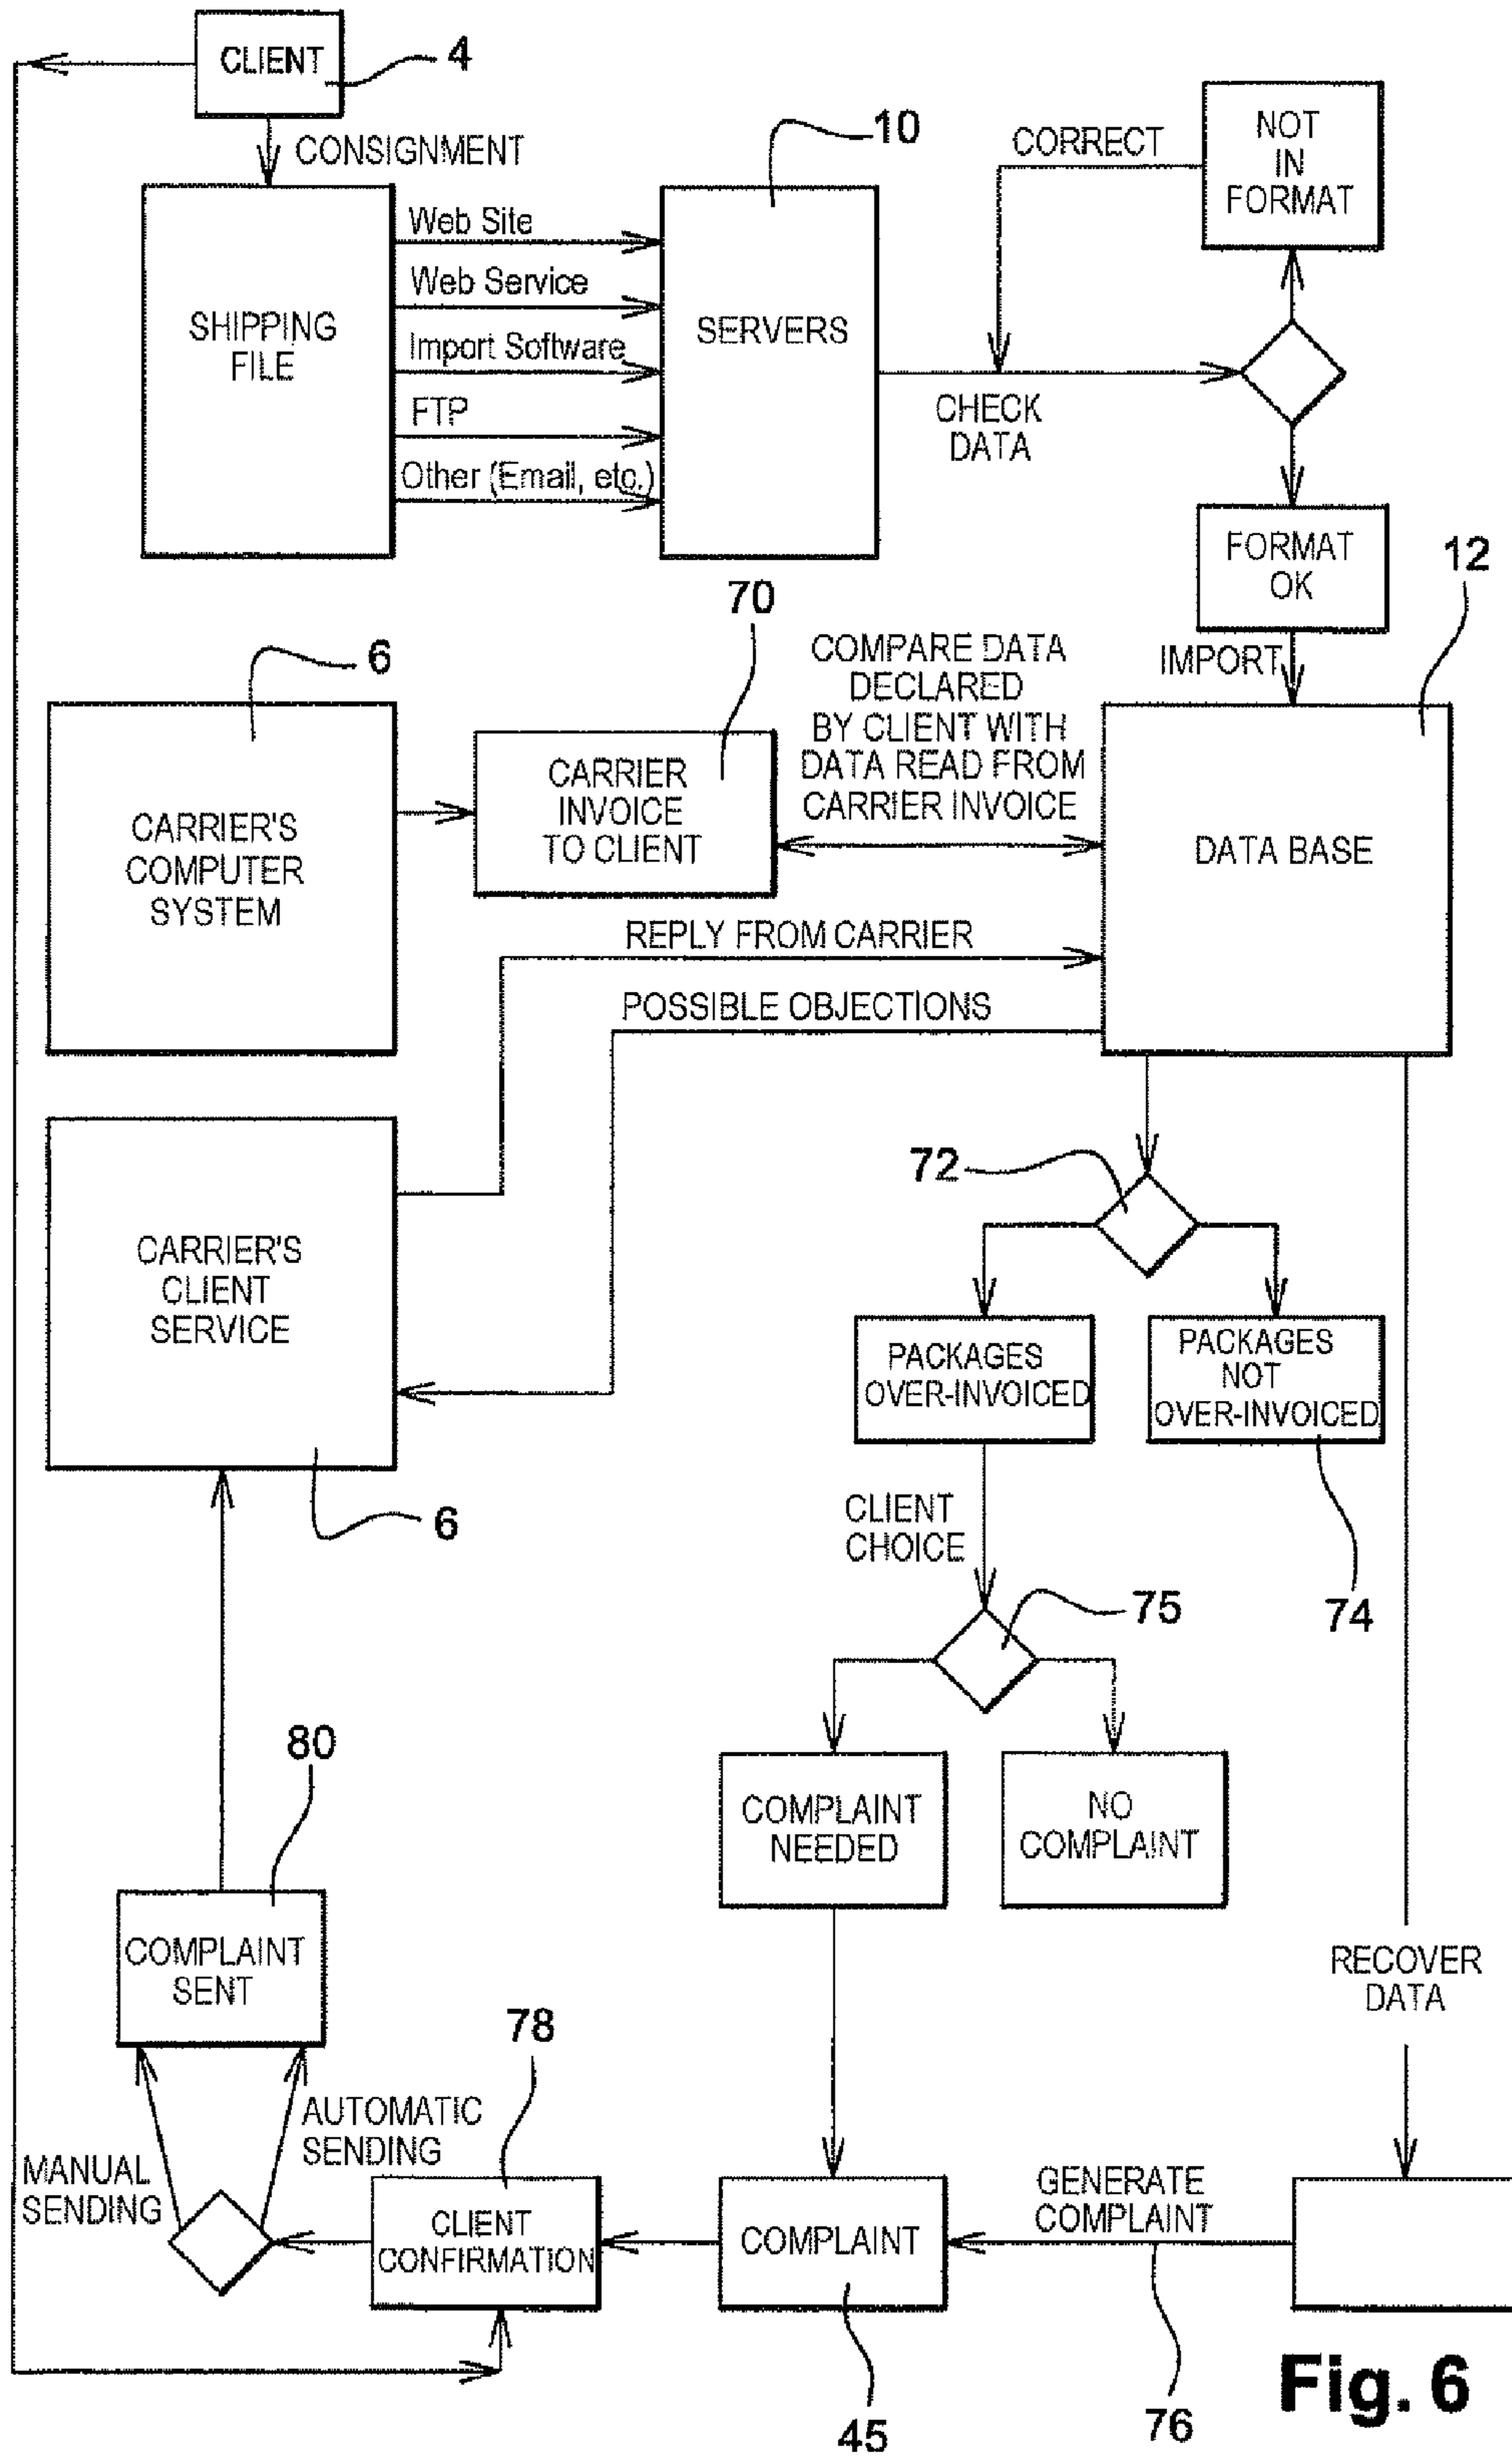 CLIENT
4
CONSIGNMENT
10
CORRECT
NOT
IN
FORMAT
SHIPPING
FILE
Web Site
Web Service
Import Software
FTP
Other (Email, etc.)
SERVERS
CHECK
DATA
FORMAT
OK
12
IMPORT
6
70
COMPARE DATA
DECLARED
BY CLIENT WITH
DATA READ FROM
CARRIER INVOICE
CARRIER'S
COMPUTER
SYSTEM
CARRIER
INVOICE
TO CLIENT
DATA BASE
REPLY FROM CARRIER
POSSIBLE OBJECTIONS
CARRIER'S
CLIENT
SERVICE
6
72
PACKAGES
OVER-INVOICED
PACKAGES
NOT
OVER-INVOICED
74
CLIENT
CHOICE
75
COMPLAINT
NEEDED
NO
COMPLAINT
80
COMPLAINT
SENT
RECOVER
DATA
MANUAL
SENDING
AUTOMATIC
SENDING
78
CLIENT
CONFIRMATION
COMPLAINT
45
GENERATE
COMPLAINT
76
Fig. 6